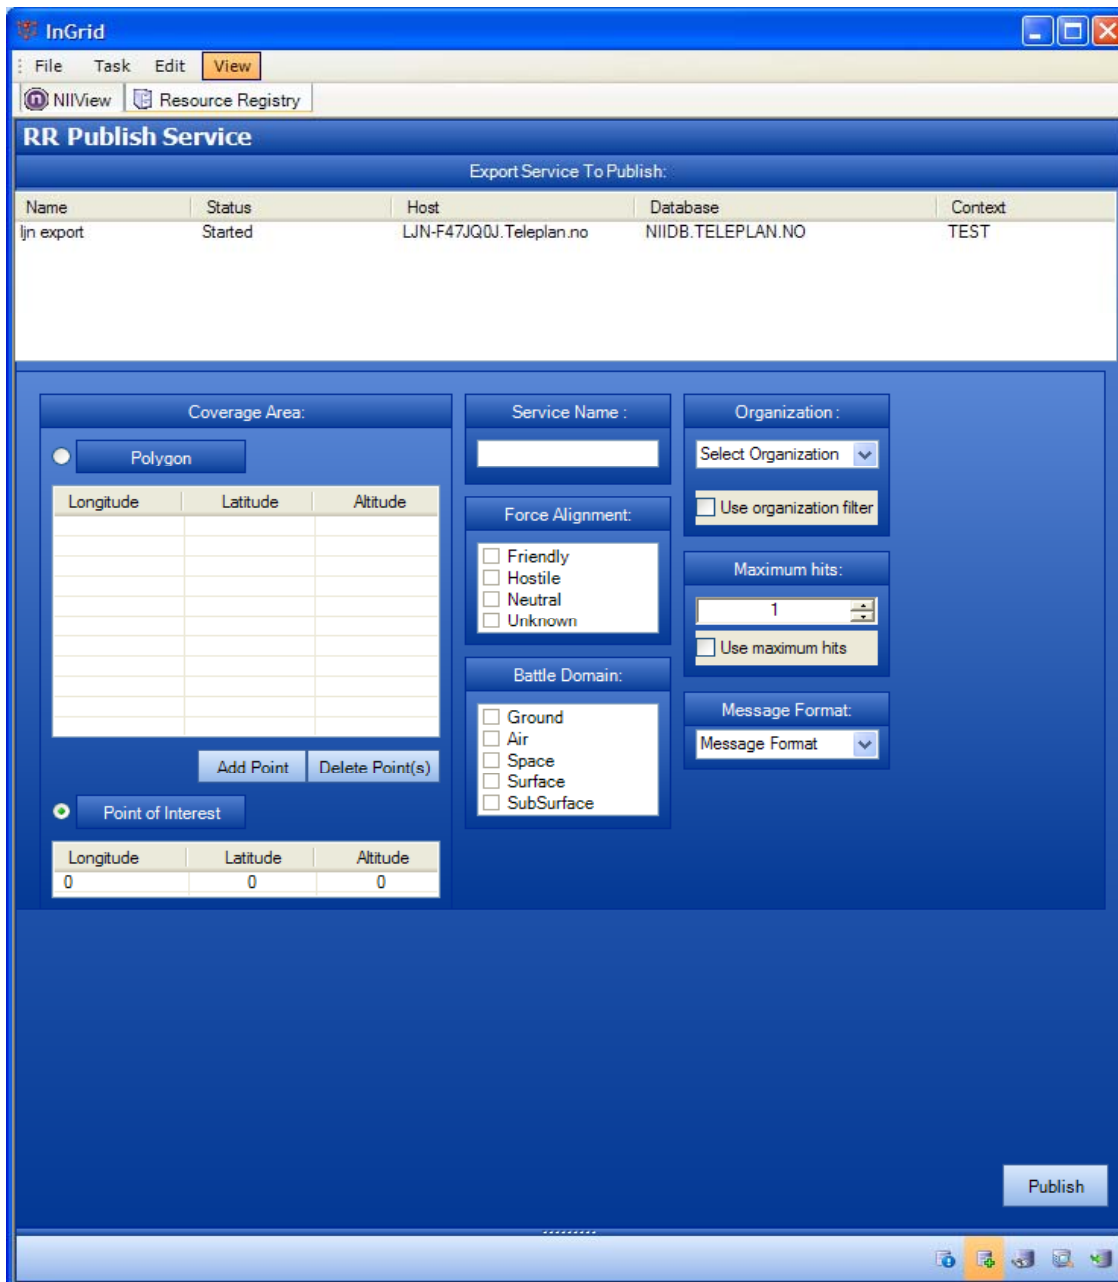 InGrid
File Task Edit View
NIIView Resource Registry
RR Publish Service
Export Service To Publish:
Name Status Host Database Context
ljn export Started LJN-F47JQ0J.Teleplan.no NIIDB.TELEPLAN.NO TEST
Coverage Area:
Polygon
Longitude Latitude Altitude
Add Point Delete Point(s)
Point of Interest
Longitude Latitude Altitude
0 0 0
Service Name :
Force Alignment:
Friendly
Hostile
Neutral
Unknown
Battle Domain:
Ground
Air
Space
Surface
SubSurface
Organization :
Select Organization
Use organization filter
Maximum hits:
1
Use maximum hits
Message Format:
Message Format
Publish